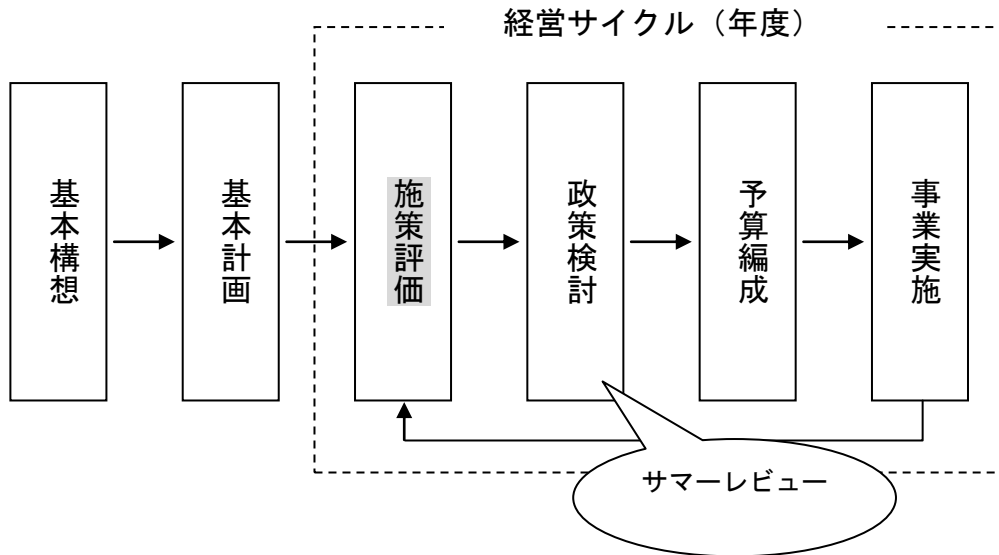 経営サイクル（年度）
基本構想
基本計画
施策評価
政策検討
予算編成
事業実施
サマーレビュー